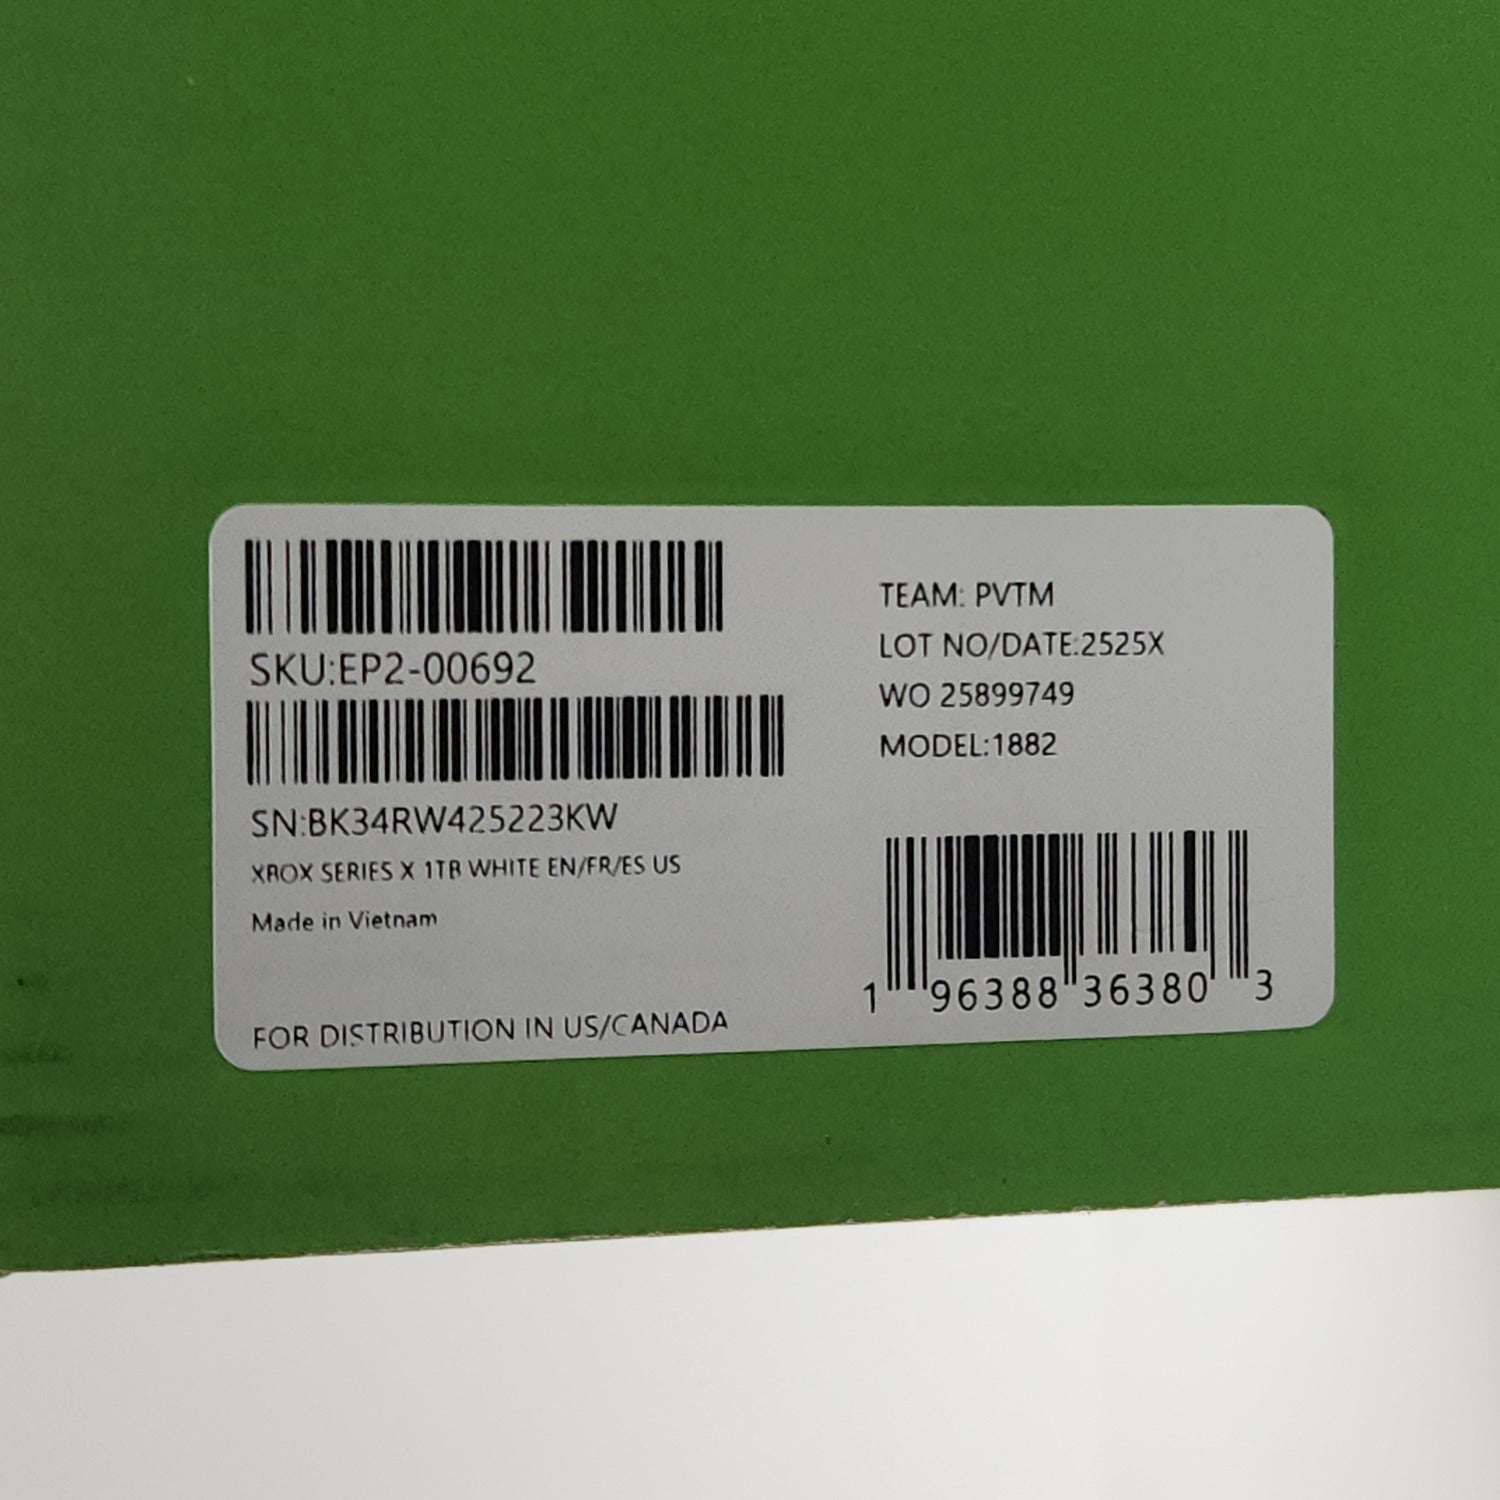 SKU:EP2-00692
SN:BK34RW425223KW
XBOX SERIES X 1TB WHITE EN/FR/ES US
Made in Vietnam
FOR DISTRIBUTION IN US/CANADA
TEAM: PVTM
LOT NO/DATE:2525X
WO 25899749
MODEL:1882
1 96388 36380 3